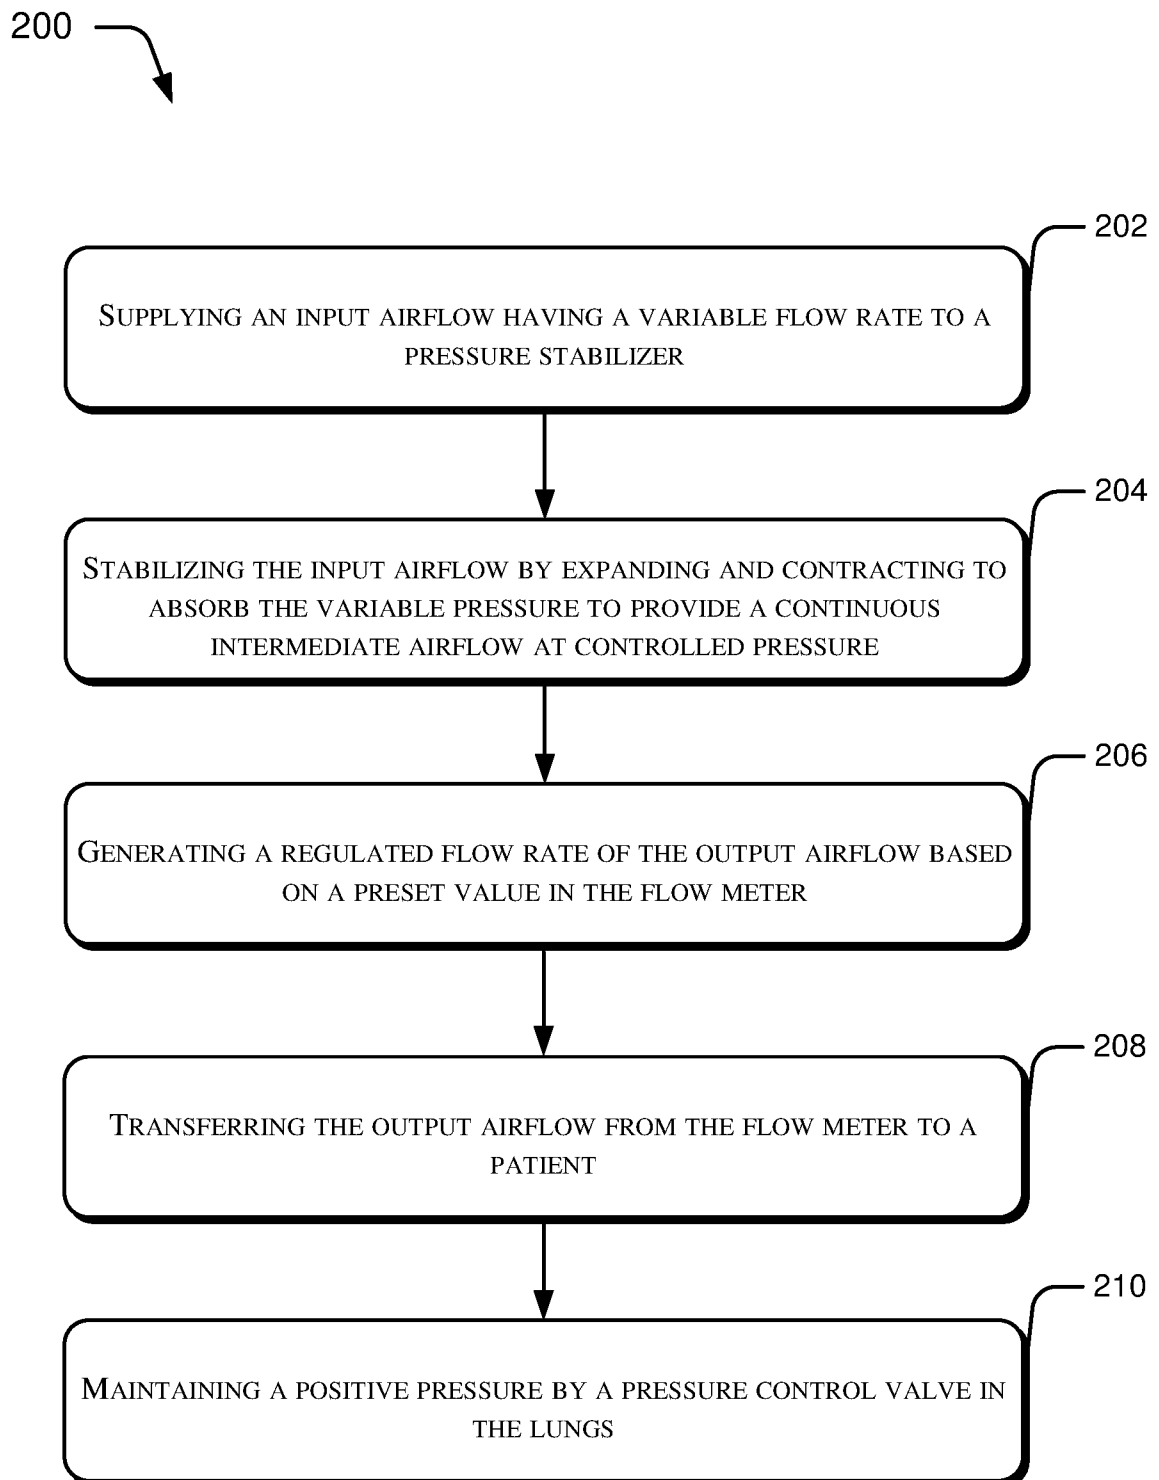 200
202
SUPPLYING AN INPUT AIRFLOW HAVING A VARIABLE FLOW RATE TO A
PRESSURE STABILIZER
204
STABILIZING THE INPUT AIRFLOW BY EXPANDING AND CONTRACTING TO
ABSORB THE VARIABLE PRESSURE TO PROVIDE A CONTINUOUS
INTERMEDIATE AIRFLOW AT CONTROLLED PRESSURE
206
GENERATING A REGULATED FLOW RATE OF THE OUTPUT AIRFLOW BASED
ON A PRESET VALUE IN THE FLOW METER
208
TRANSFERRING THE OUTPUT AIRFLOW FROM THE FLOW METER TO A
PATIENT
210
MAINTAINING A POSITIVE PRESSURE BY A PRESSURE CONTROL VALVE IN
THE LUNGS